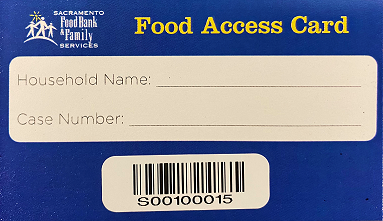 SACRAMENTO
Food Bank
& Family
SERVICES
Food Access Card
Household Name:
Case Number:
S00100015